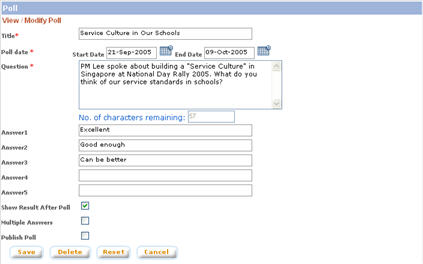 Poll
View / Modify Poll
Title* Service Culture in Our Schools
Poll date * Start Date 21-Sep-2005 End Date 09-Oct-2005
Question * PM Lee spoke about building a "Service Culture" in
Singapore at National Day Rally 2005. What do you
think of our service standards in schools?
No. of characters remaining: 57
Answer1 Excellent
Answer2 Good enough
Answer3 Can be better
Answer4
Answer5
Show Result After Poll
Multiple Answers
Publish Poll
Save Delete Reset Cancel